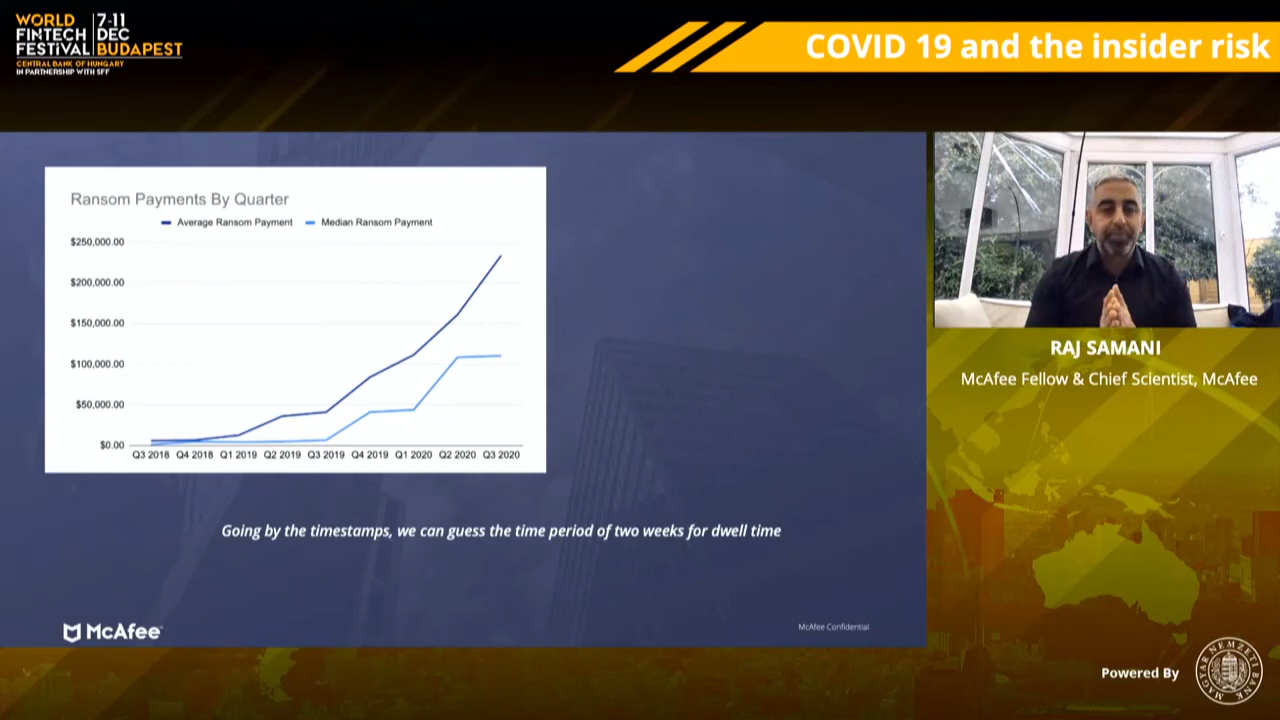 WORLD
FINTECH
FESTIVAL
7-11
DEC
BUDAPEST
CENTRAL BANK OF HUNGARY
IN PARTNERSHIP WITH SFF
COVID 19 and the insider risk
Ransom Payments By Quarter
Average Ransom Payment Median Ransom Payment
$250,000.00
$200,000.00
$150,000.00
$100,000.00
$50,000.00
$0.00
Q3 2018 Q4 2018 Q1 2019 Q2 2019 Q3 2019 Q4 2019 Q1 2020 Q2 2020 Q3 2020
Going by the timestamps, we can guess the time period of two weeks for dwell time
McAfee™
McAfee Confidential
RAJ SAMANI
McAfee Fellow & Chief Scientist, McAfee
Powered By
MAGYAR NEMZETI BANK